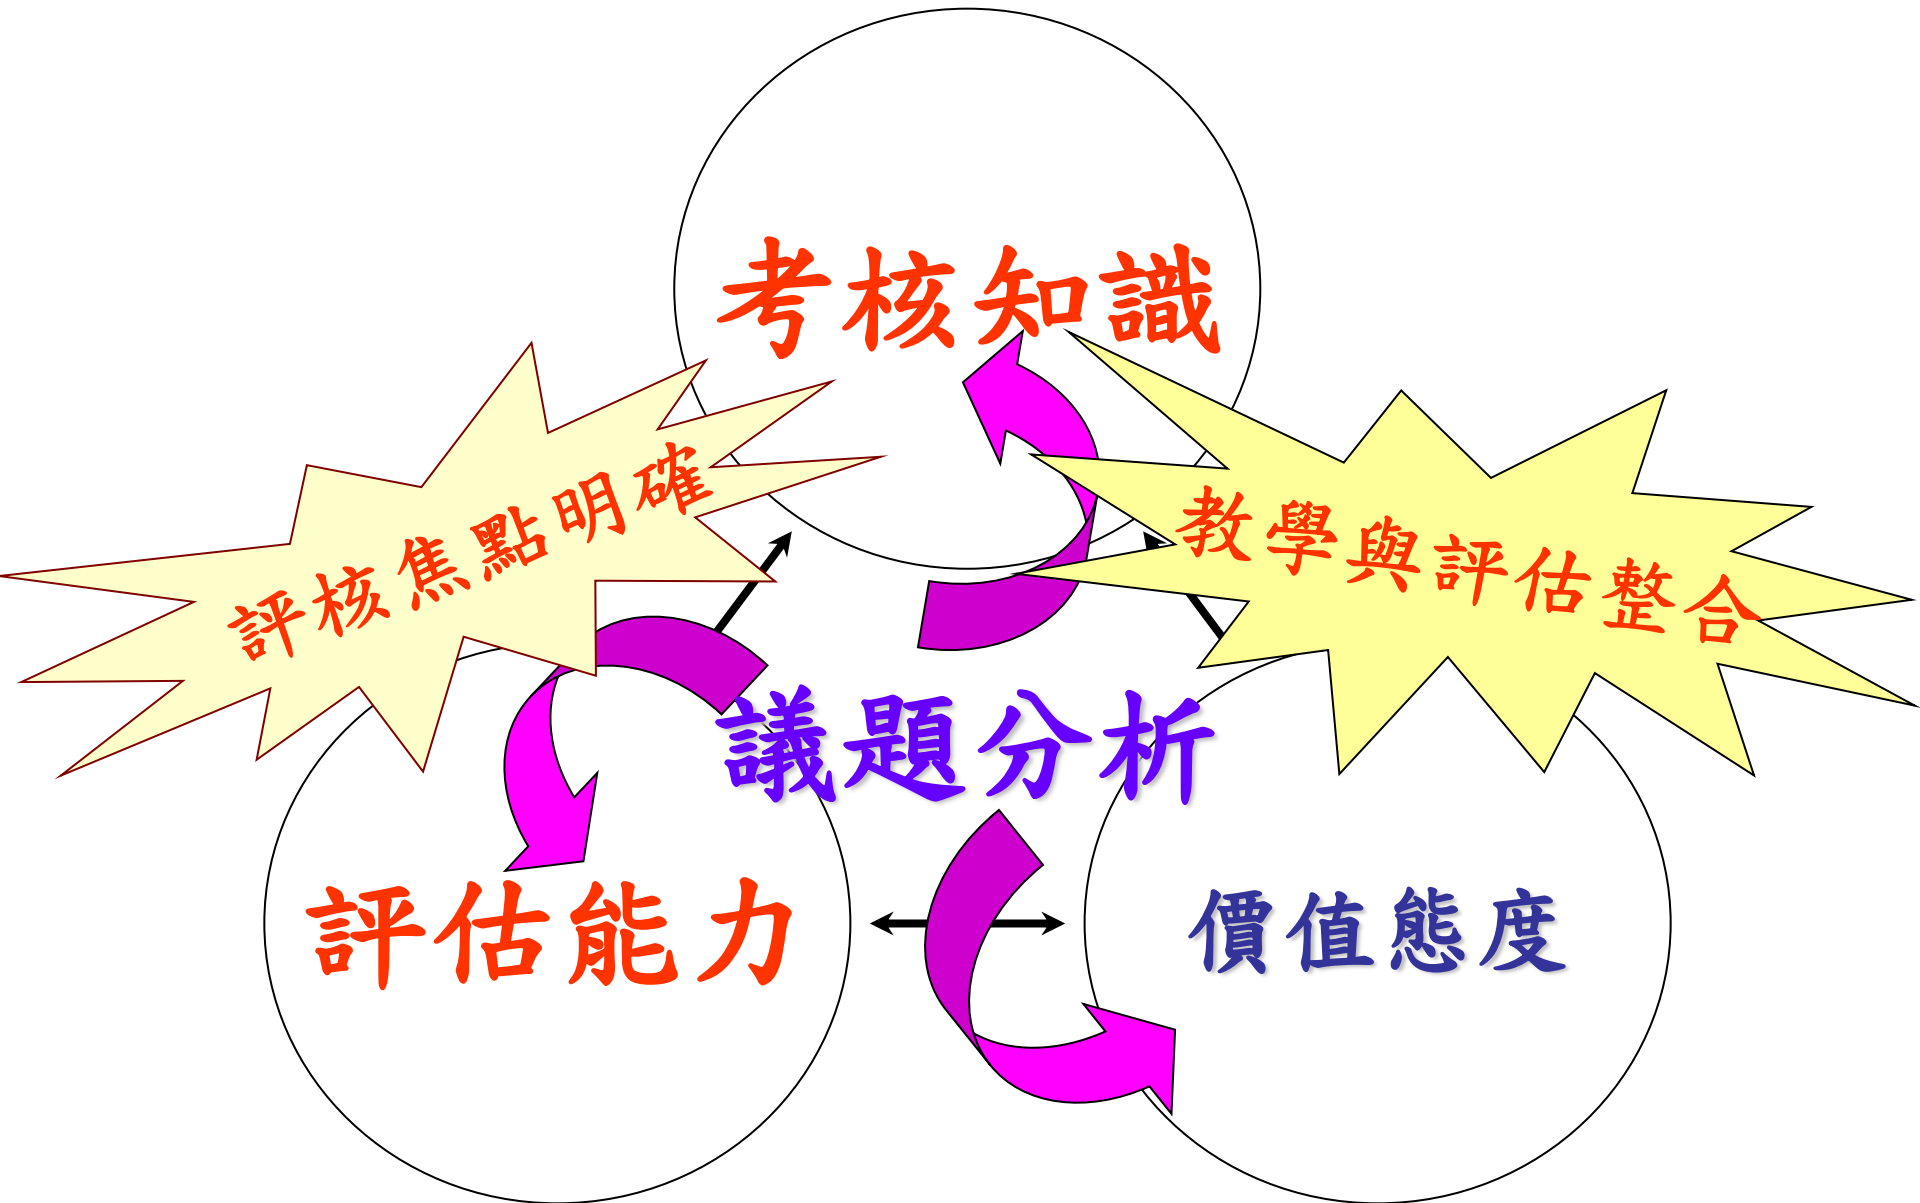 考核知識
評核焦點明確
教學與評估整合
議題分析
評估能力
價值態度